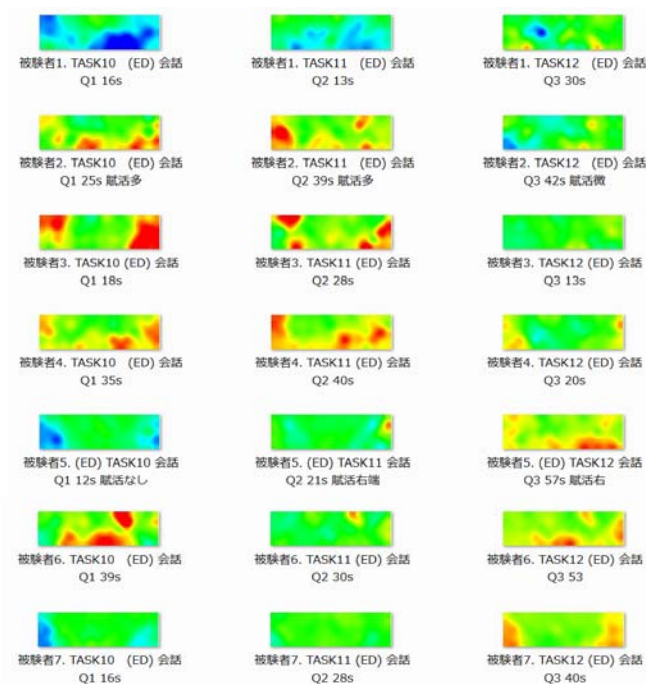 被験者1. TASK10 (ED) 会話
Q1 16s
被験者1. TASK11 (ED) 会話
Q2 13s
被験者1. TASK12 (ED) 会話
Q3 30s
被験者2. TASK10 (ED) 会話
Q1 25s 賦活多
被験者2. TASK11 (ED) 会話
Q2 39s 賦活多
被験者2. TASK12 (ED) 会話
Q3 42s 賦活微
被験者3. TASK10 (ED) 会話
Q1 18s
被験者3. TASK11 (ED) 会話
Q2 28s
被験者3. TASK12 (ED) 会話
Q3 13s
被験者4. TASK10 (ED) 会話
Q1 35s
被験者4. TASK11 (ED) 会話
Q2 40s
被験者4. TASK12 (ED) 会話
Q3 20s
被験者5. (ED) TASK10 会話
Q1 12s 賦活なし
被験者5. (ED) TASK11 会話
Q2 21s 賦活右端
被験者5. (ED) TASK12 会話
Q3 57s 賦活右
被験者6. TASK10 (ED) 会話
Q1 39s
被験者6. TASK11 (ED) 会話
Q2 30s
被験者6. TASK12 (ED) 会話
Q3 53
被験者7. TASK10 (ED) 会話
Q1 16s
被験者7. TASK11 (ED) 会話
Q2 28s
被験者7. TASK12 (ED) 会話
Q3 40s